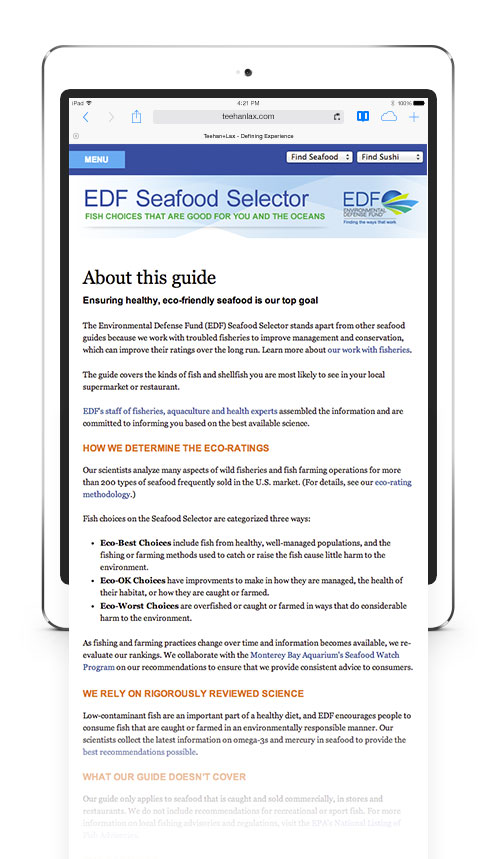 iPad
4:21 PM
100%
teehanlax.com
Teehan+Lax - Defining Experience
MENU
Find Seafood
Find Sushi
EDF Seafood Selector
FISH CHOICES THAT ARE GOOD FOR YOU AND THE OCEANS
EDF
ENVIRONMENTAL
DEFENSE FUND
Finding the ways that work
About this guide
Ensuring healthy, eco-friendly seafood is our top goal
The Environmental Defense Fund (EDF) Seafood Selector stands apart from other seafood
guides because we work with troubled fisheries to improve management and conservation,
which can improve their ratings over the long run. Learn more about our work with fisheries.
The guide covers the kinds of fish and shellfish you are most likely to see in your local
supermarket or restaurant.
EDF's staff of fisheries, aquaculture and health experts assembled the information and are
committed to informing you based on the best available science.
HOW WE DETERMINE THE ECO-RATINGS
Our scientists analyze many aspects of wild fisheries and fish farming operations for more
than 200 types of seafood frequently sold in the U.S. market. (For details, see our eco-rating
methodology.)
Fish choices on the Seafood Selector are categorized three ways:
• Eco-Best Choices include fish from healthy, well-managed populations, and the
fishing or farming methods used to catch or raise the fish cause little harm to the
environment.
• Eco-OK Choices have improvments to make in how they are managed, the health of
their habitat, or how they are caught or farmed.
• Eco-Worst Choices are overfished or caught or farmed in ways that do considerable
harm to the environment.
As fishing and farming practices change over time and information becomes available, we re-
evaluate our rankings. We collaborate with the Monterey Bay Aquarium's Seafood Watch
Program on our recommendations to ensure that we provide consistent advice to consumers.
WE RELY ON RIGOROUSLY REVIEWED SCIENCE
Low-contaminant fish are an important part of a healthy diet, and EDF encourages people to
consume fish that are caught or farmed in an environmentally responsible manner. Our
scientists collect the latest information on omega-3s and mercury in seafood to provide the
best recommendations possible.
WHAT OUR GUIDE DOESN'T COVER
Our guide only applies to seafood that is caught and sold commercially, in stores and
restaurants. We do not include recommendations for recreational or sport fish. For more
information on local fishing advisories and regulations, visit the EPA's National Listing of
Fish Advisories.